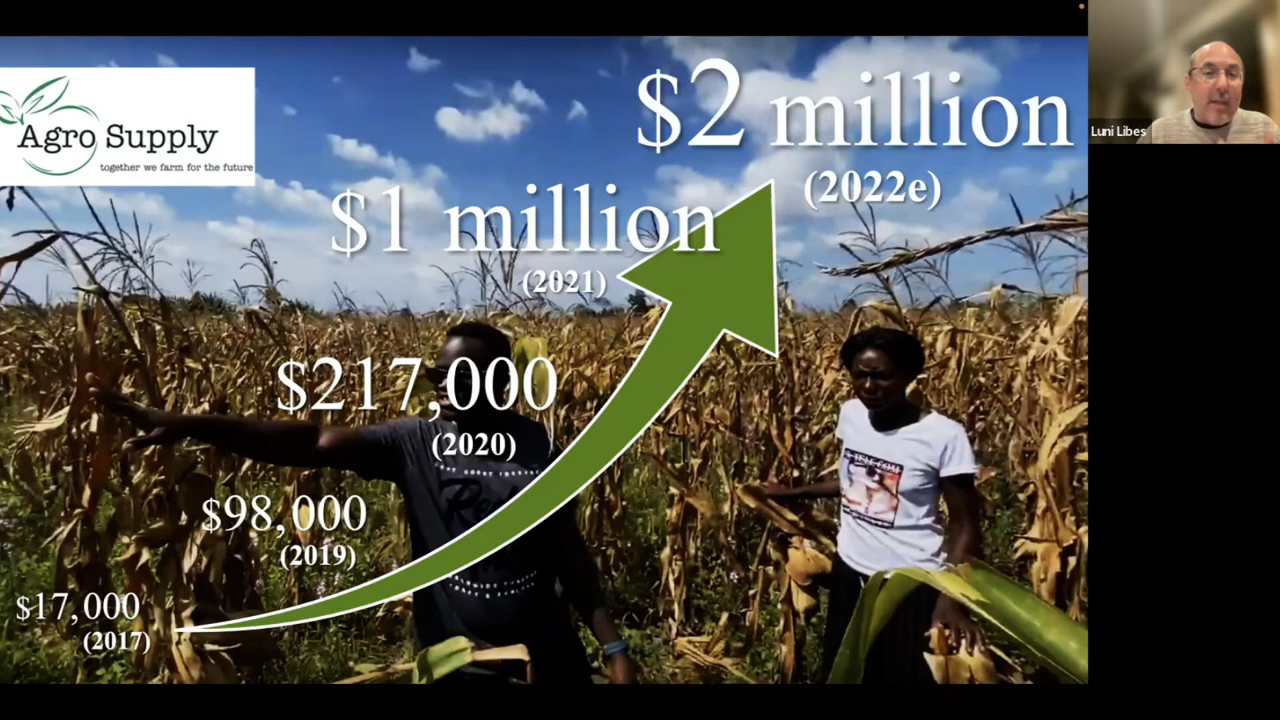 Agro Supply
together we farm for the future
$2 million
(2022e)
$1 million
(2021)
$217,000
(2020)
$98,000
(2019)
$17,000
(2017)
Luni Libes